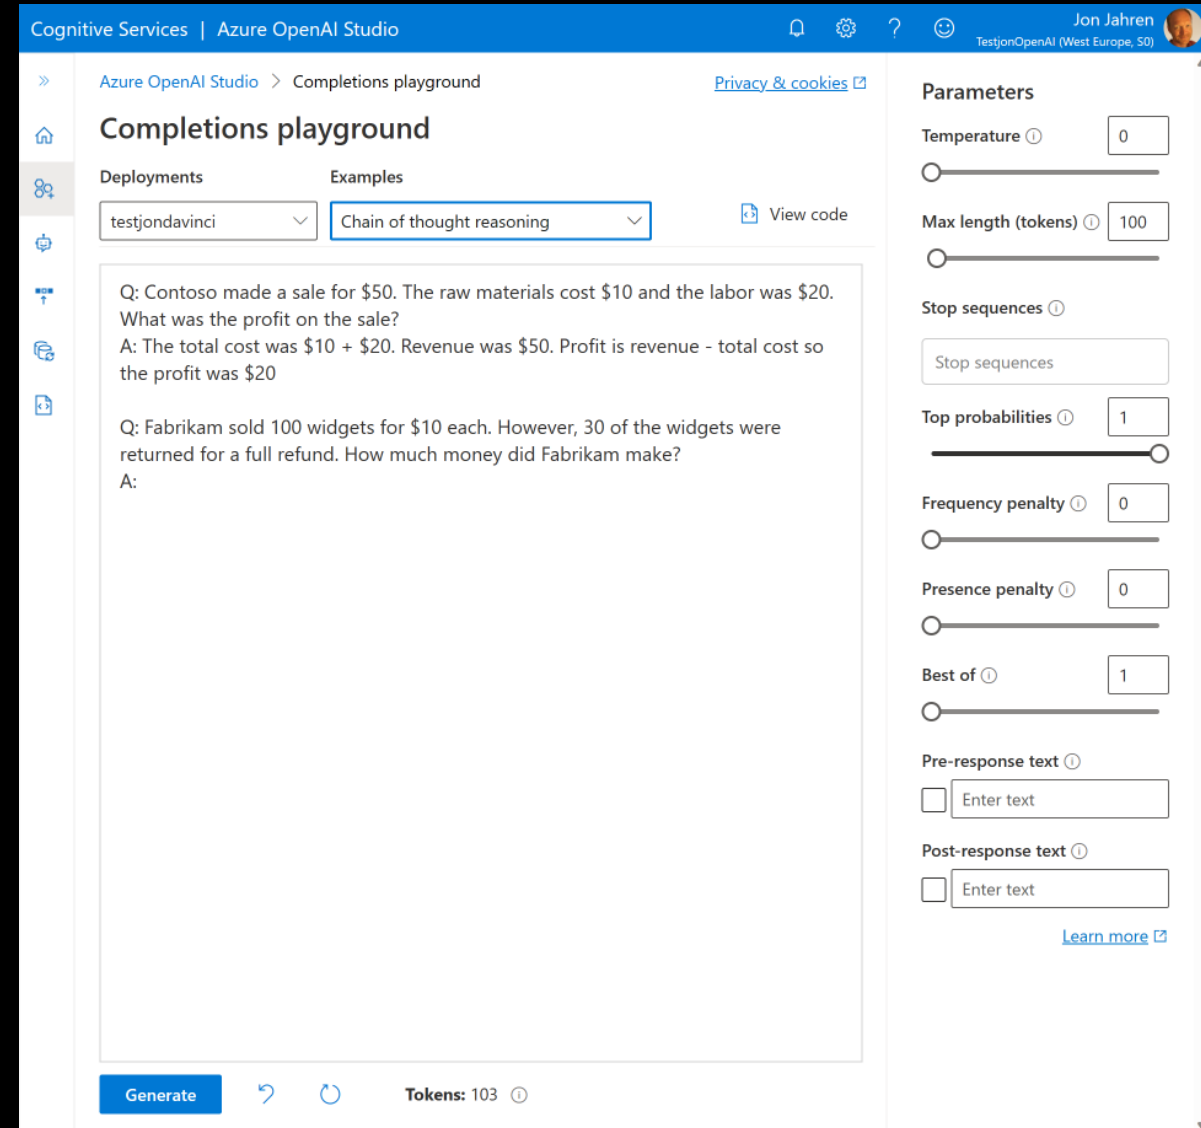 Cognitive Services | Azure OpenAI Studio
Jon Jahren
TestjonOpenAI (West Europe, S0)
Azure OpenAI Studio > Completions playground
Privacy & cookies
Completions playground
Deployments
Examples
testjondavinci
Chain of thought reasoning
View code
Q: Contoso made a sale for $50. The raw materials cost $10 and the labor was $20.
What was the profit on the sale?
A: The total cost was $10 + $20. Revenue was $50. Profit is revenue - total cost so
the profit was $20
Q: Fabrikam sold 100 widgets for $10 each. However, 30 of the widgets were
returned for a full refund. How much money did Fabrikam make?
A:
Generate
Tokens: 103
Parameters
Temperature
0
Max length (tokens)
100
Stop sequences
Stop sequences
Top probabilities
1
Frequency penalty
0
Presence penalty
0
Best of
1
Pre-response text
Enter text
Post-response text
Enter text
Learn more